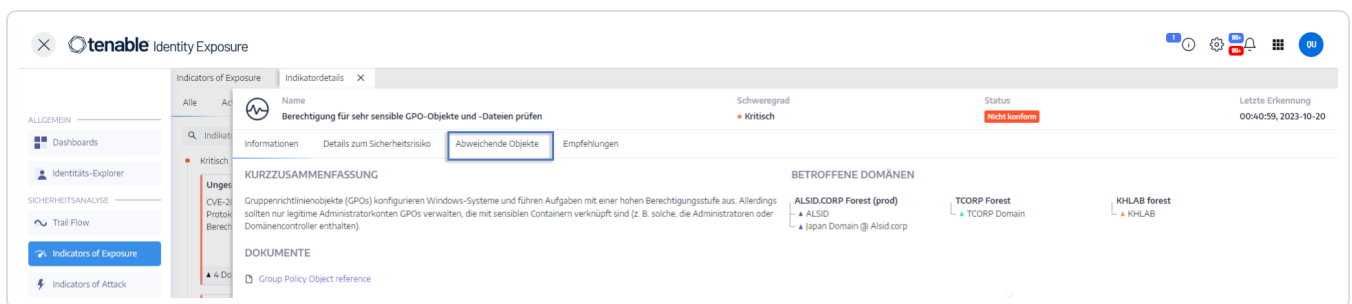 tenable Identity Exposure
1
99+
99+
QU
Indicators of Exposure
Indikatordetails
Alle
Name
Berechtigung für sehr sensible GPO-Objekte und -Dateien prüfen
Schweregrad
Kritisch
Status
Nicht konform
Letzte Erkennung
00:40:59, 2023-10-20
ALLGEMEIN
Dashboards
Identitäts-Explorer
SICHERHEITSANALYSE
Trail Flow
Indicators of Exposure
Indicators of Attack
Kritisch
4 Do
Informationen
Details zum Sicherheitsrisiko
Abweichende Objekte
Empfehlungen
KURZZUSAMMENFASSUNG
Gruppenrichtlinienobjekte (GPOs) konfigurieren Windows-Systeme und führen Aufgaben mit einer hohen Berechtigungsstufe aus. Allerdings
sollten nur legitime Administratorkonten GPOs verwalten, die mit sensiblen Containern verknüpft sind (z. B. solche, die Administratoren oder
Domänencontroller enthalten).
DOKUMENTE
Group Policy Object reference
BETROFFENE DOMÄNEN
ALSID.CORP Forest (prod)
ALSID
Japan Domain @ Alsid.corp
TCORP Forest
TCORP Domain
KHLAB forest
KHLAB